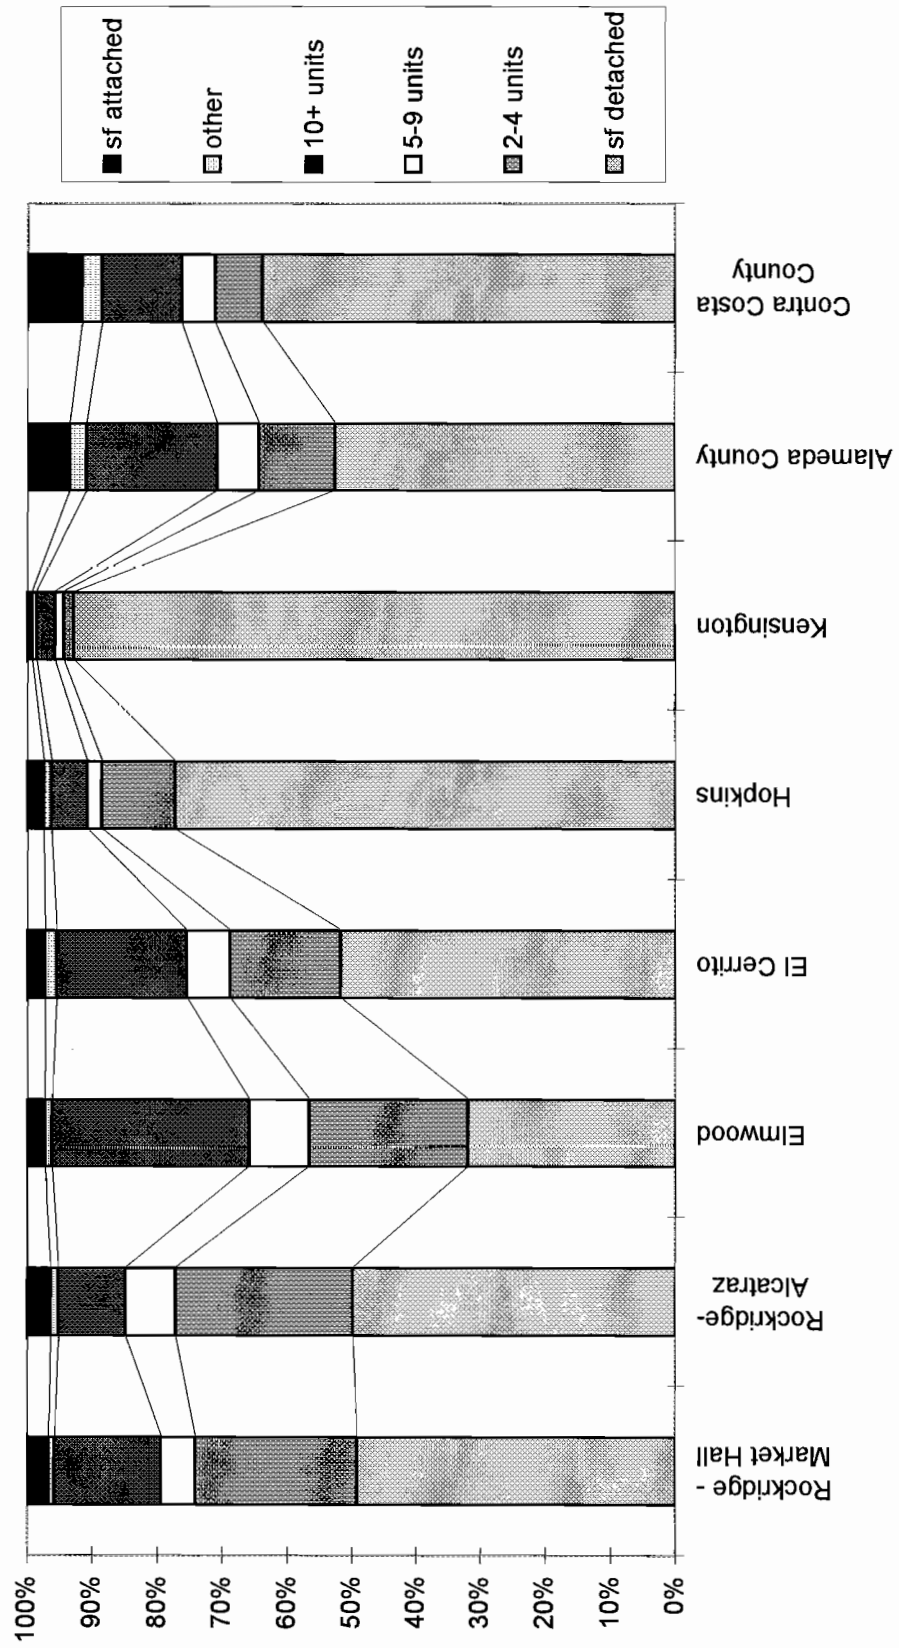 100%
90%
80%
70%
60%
50%
40%
30%
20%
10%
0%
Rockridge -
Market Hall
Rockridge-
Alcatraz
Elmwood
El Cerrito
Hopkins
Kensington
Alameda County
Contra Costa
County
sf attached
other
10+ units
5-9 units
2-4 units
sf detached